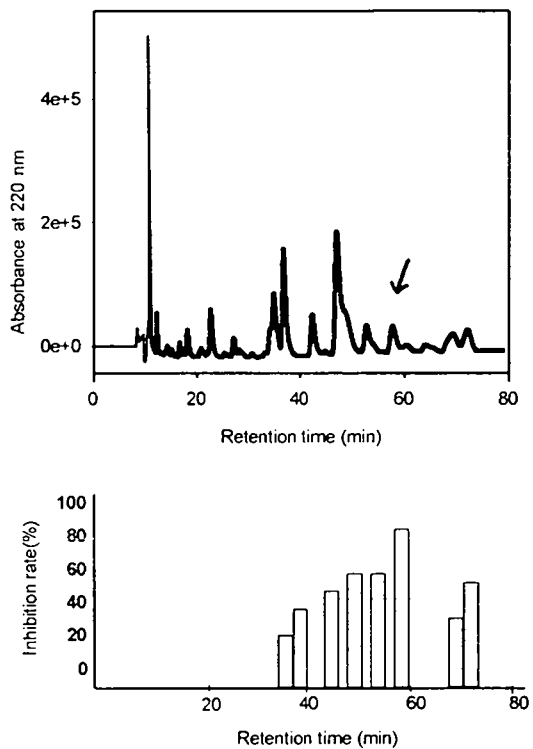 Absorbance at 220 nm
4e+5
2e+5
0e+0
0 20 40 60 80
Retention time (min)
Inhibition rate(%)
100
80
60
40
20
0
20 40 60 80
Retention time (min)